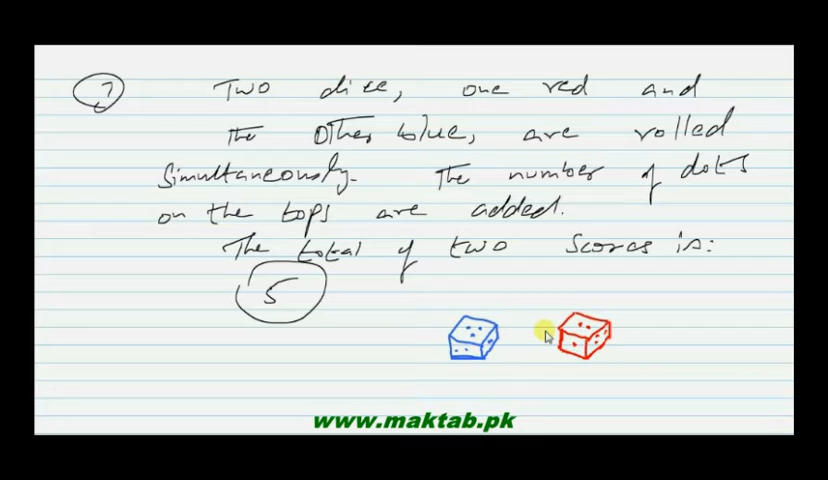 7 Two dice, one red and
the other blue, are rolled
simultaneously. The number of dots
on the tops are added.
The total of two scores is:
5
www.maktab.pk